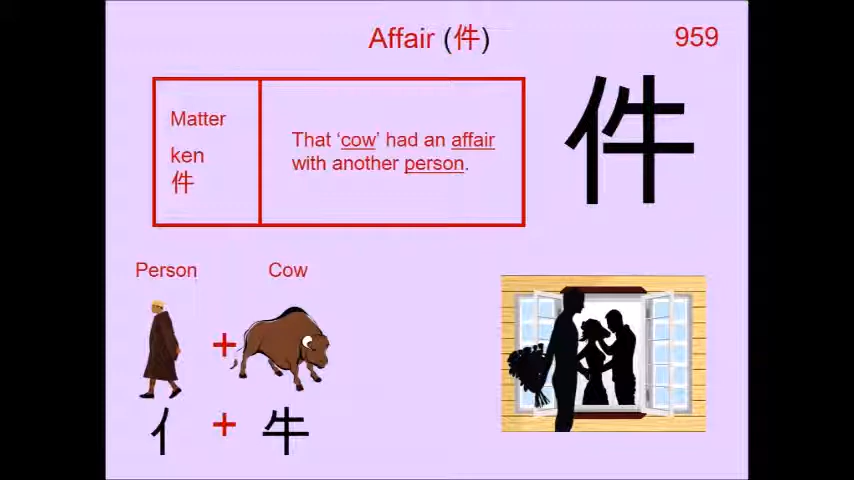 Affair (件)
959
Matter
ken
件
That ‘cow’ had an affair
with another person.
件
Person
Cow
+
亻 + 牛